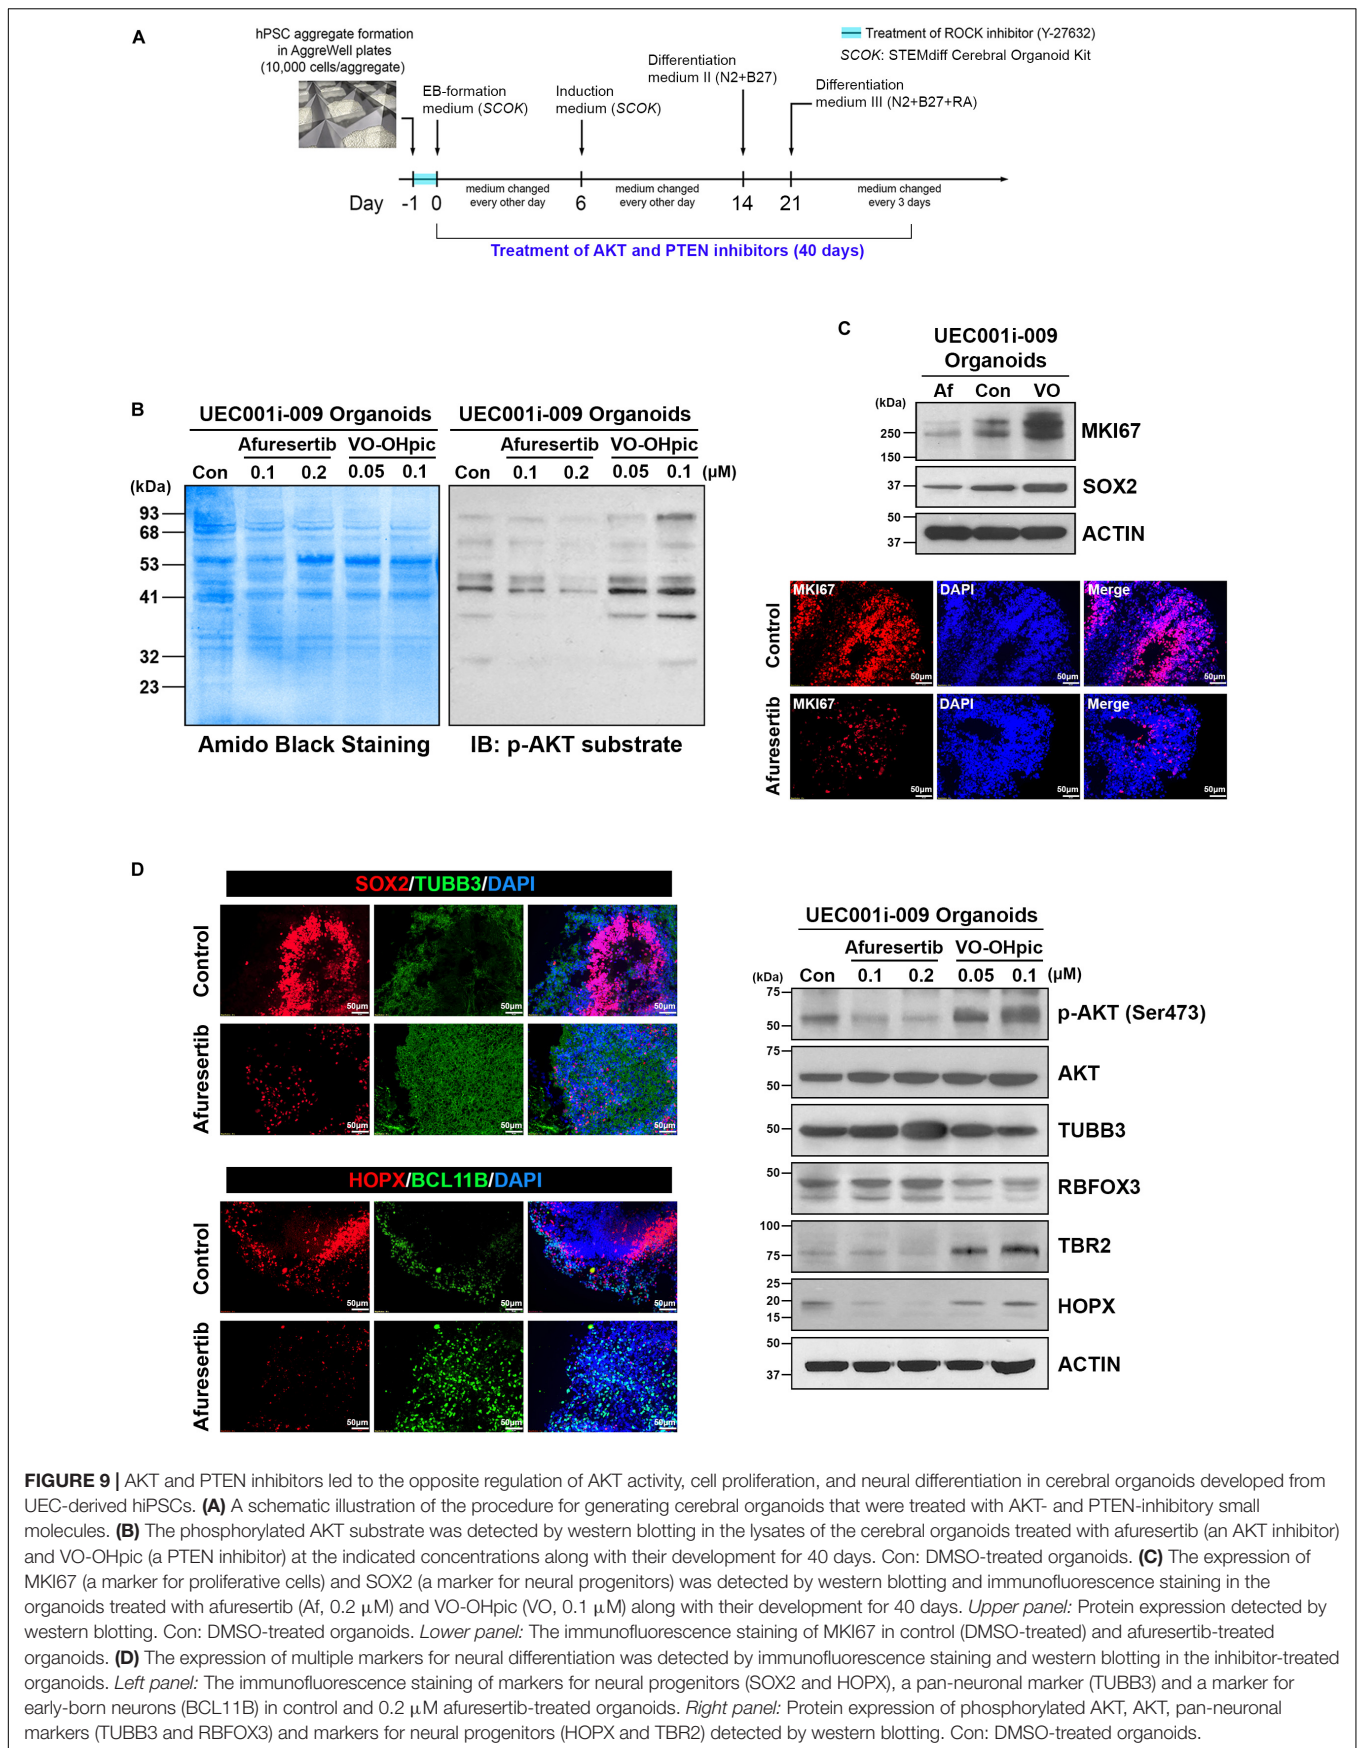 A
hPSC aggregate formation
in AggreWell plates
(10,000 cells/aggregate)
Treatment of ROCK inhibitor (Y-27632)
SCOK: STEMdiff Cerebral Organoid Kit
EB-formation
medium (SCOK)
Induction
medium (SCOK)
Differentiation
medium II (N2+B27)
Differentiation
medium III (N2+B27+RA)
medium changed
every other day
medium changed
every other day
medium changed
every 3 days
Day -1 0 6 14 21
Treatment of AKT and PTEN inhibitors (40 days)
B
UEC001i-009 Organoids UEC001i-009 Organoids
Afuresertib VO-OHpic Afuresertib VO-OHpic
Con 0.1 0.2 0.05 0.1 Con 0.1 0.2 0.05 0.1 (μM)
(kDa)
93
68
53
41
32
23
Amido Black Staining IB: p-AKT substrate
C
UEC001i-009
Organoids
Af Con VO
(kDa)
250
150
MKI67
37
SOX2
50
37
ACTIN
Control
MKI67 DAPI Merge
50μm 50μm 50μm
Afuresertib
MKI67 DAPI Merge
50μm 50μm 50μm
D
SOX2/TUBB3/DAPI
Control
50μm 50μm 50μm
Afuresertib
50μm 50μm 50μm
HOPX/BCL11B/DAPI
Control
50μm 50μm 50μm
Afuresertib
50μm 50μm 50μm
UEC001i-009 Organoids
Afuresertib VO-OHpic
(kDa) Con 0.1 0.2 0.05 0.1 (μM)
75
50
p-AKT (Ser473)
75
50
AKT
50
TUBB3
50
RBFOX3
100
75
TBR2
25
20
15
HOPX
50
37
ACTIN
FIGURE 9 | AKT and PTEN inhibitors led to the opposite regulation of AKT activity, cell proliferation, and neural differentiation in cerebral organoids developed from
UEC-derived hiPSCs. (A) A schematic illustration of the procedure for generating cerebral organoids that were treated with AKT- and PTEN-inhibitory small
molecules. (B) The phosphorylated AKT substrate was detected by western blotting in the lysates of the cerebral organoids treated with afuresertib (an AKT inhibitor)
and VO-OHpic (a PTEN inhibitor) at the indicated concentrations along with their development for 40 days. Con: DMSO-treated organoids. (C) The expression of
MKI67 (a marker for proliferative cells) and SOX2 (a marker for neural progenitors) was detected by western blotting and immunofluorescence staining in the
organoids treated with afuresertib (Af, 0.2 μM) and VO-OHpic (VO, 0.1 μM) along with their development for 40 days. Upper panel: Protein expression detected by
western blotting. Con: DMSO-treated organoids. Lower panel: The immunofluorescence staining of MKI67 in control (DMSO-treated) and afuresertib-treated
organoids. (D) The expression of multiple markers for neural differentiation was detected by immunofluorescence staining and western blotting in the inhibitor-treated
organoids. Left panel: The immunofluorescence staining of markers for neural progenitors (SOX2 and HOPX), a pan-neuronal marker (TUBB3) and a marker for
early-born neurons (BCL11B) in control and 0.2 μM afuresertib-treated organoids. Right panel: Protein expression of phosphorylated AKT, AKT, pan-neuronal
markers (TUBB3 and RBFOX3) and markers for neural progenitors (HOPX and TBR2) detected by western blotting. Con: DMSO-treated organoids.